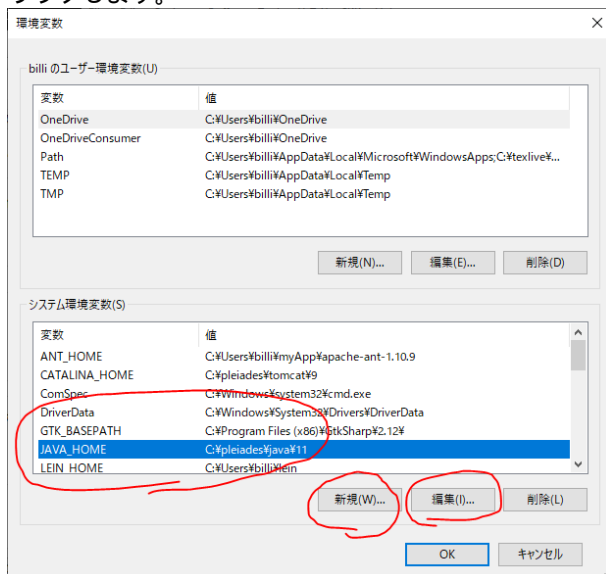 環境変数
billi のユーザー環境変数(U)
変数 値
OneDrive C:¥Users¥billi¥OneDrive
OneDriveConsumer C:¥Users¥billi¥OneDrive
Path C:¥Users¥billi¥AppData¥Local¥Microsoft¥WindowsApps;C:¥texlive¥...
TEMP C:¥Users¥billi¥AppData¥Local¥Temp
TMP C:¥Users¥billi¥AppData¥Local¥Temp
新規(N)... 編集(E)... 削除(D)
システム環境変数(S)
変数 値
ANT_HOME C:¥Users¥billi¥myApp¥apache-ant-1.10.9
CATALINA_HOME C:¥pleiades¥tomcat¥9
ComSpec C:¥Windows¥system32¥cmd.exe
DriverData C:¥Windows¥System32¥Drivers¥DriverData
GTK_BASEPATH C:¥Program Files (x86)¥GtkSharp¥2.12¥
JAVA_HOME C:¥pleiades¥java¥11
LEIN_HOME C:¥Users¥billi¥lein
新規(W)... 編集(I)... 削除(L)
OK キャンセル